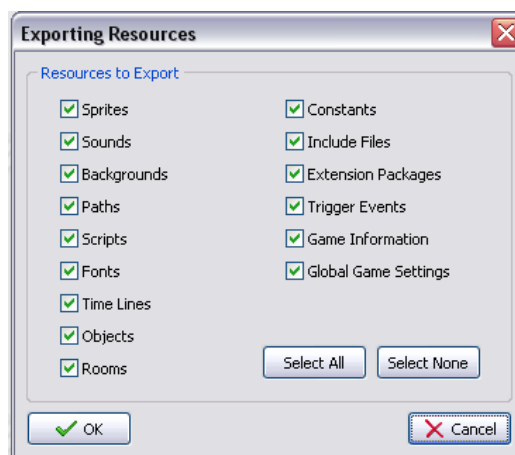 Exporting Resources
Resources to Export
Sprites
Sounds
Backgrounds
Paths
Scripts
Fonts
Time Lines
Objects
Rooms
Constants
Include Files
Extension Packages
Trigger Events
Game Information
Global Game Settings
Select All
Select None
OK
Cancel